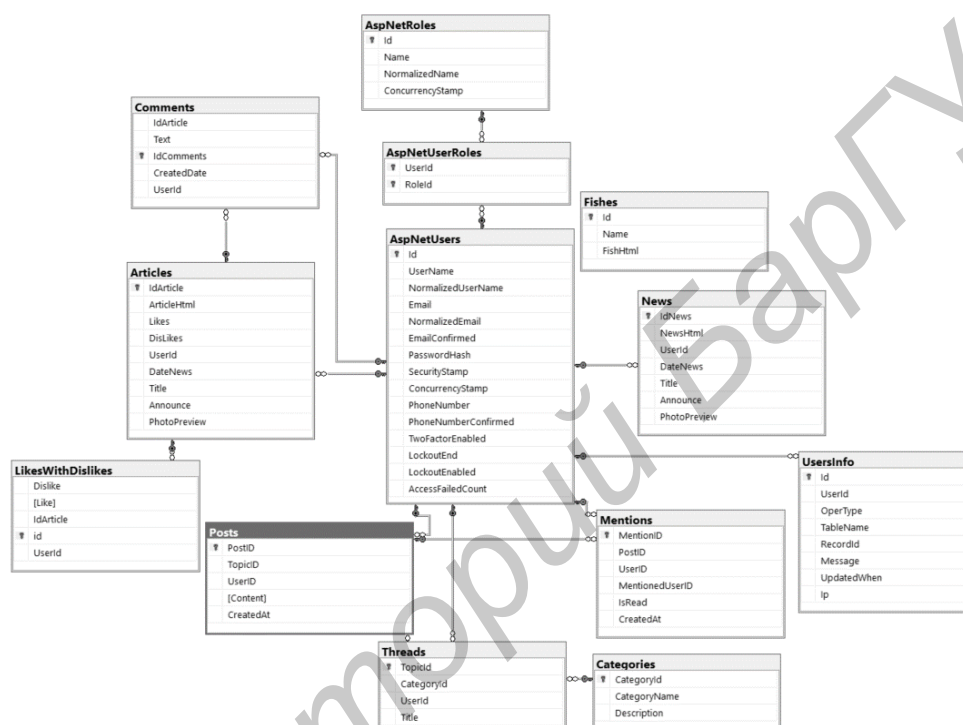 AspNetRoles
Id
Name
NormalizedName
ConcurrencyStamp
Comments
IdArticle
Text
IdComments
CreatedDate
UserId
AspNetUserRoles
UserId
RoleId
Fishes
Id
Name
FishHtml
AspNetUsers
Id
UserName
NormalizedUserName
Email
NormalizedEmail
EmailConfirmed
PasswordHash
SecurityStamp
ConcurrencyStamp
PhoneNumber
PhoneNumberConfirmed
TwoFactorEnabled
LockoutEnd
LockoutEnabled
AccessFailedCount
Articles
IdArticle
ArticleHtml
Likes
DisLikes
UserId
DateNews
Title
Announce
PhotoPreview
News
IdNews
NewsHtml
UserId
DateNews
Title
Announce
PhotoPreview
LikesWithDislikes
Dislike
[Like]
IdArticle
id
UserId
UsersInfo
Id
UserId
OperType
TableName
RecordId
Message
UpdatedWhen
Ip
Posts
PostID
TopicID
UserID
[Content]
CreatedAt
Mentions
MentionID
PostID
UserID
MentionedUserID
IsRead
CreatedAt
Threads
TopicId
CategoryId
UserId
Title
Categories
CategoryId
CategoryName
Description
торий БарГУ